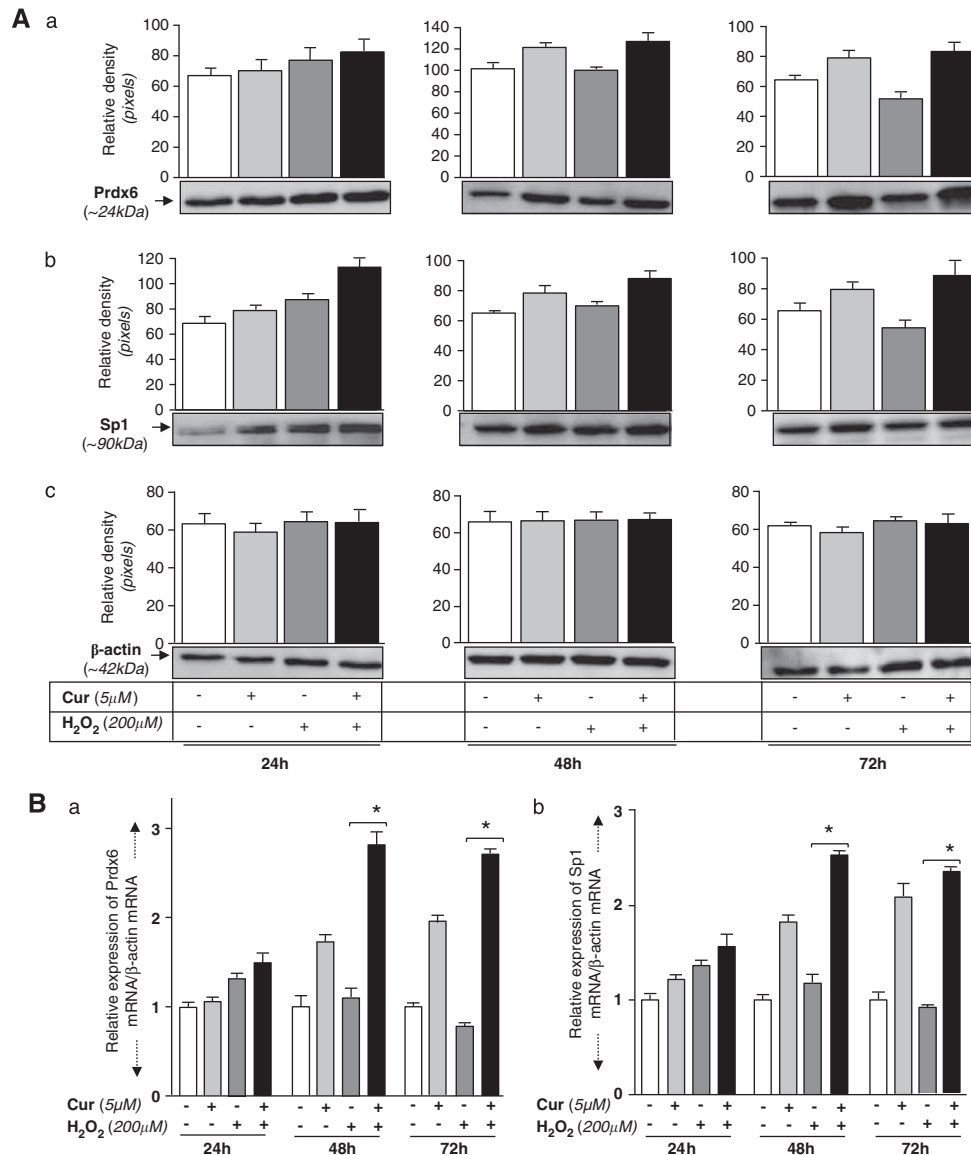 A a
Relative density
(pixels)
100
80
60
40
20
0
140
120
100
80
60
40
20
0
100
80
60
40
20
0
Prdx6
(~24kDa)
b
Relative density
(pixels)
120
100
80
60
40
20
0
100
80
60
40
20
0
100
80
60
40
20
0
Sp1
(~90kDa)
c
Relative density
(pixels)
80
60
40
20
0
80
60
40
20
0
80
60
40
20
0
β-actin
(~42kDa)
Cur (5μM) - + - + - + - + - + - +
H₂O₂ (200μM) - - + + - - + + - - + +
24h 48h 72h
B a
Relative expression of Prdx6
mRNA/β-actin mRNA
3
2
1
0
* *
Cur (5μM) - + - + - + - + - + - +
H₂O₂ (200μM) - - + + - - + + - - + +
24h 48h 72h
b
Relative expression of Sp1
mRNA/β-actin mRNA
3
2
1
0
* *
Cur (5μM) - + - + - + - + - + - +
H₂O₂ (200μM) - - + + - - + + - - + +
24h 48h 72h